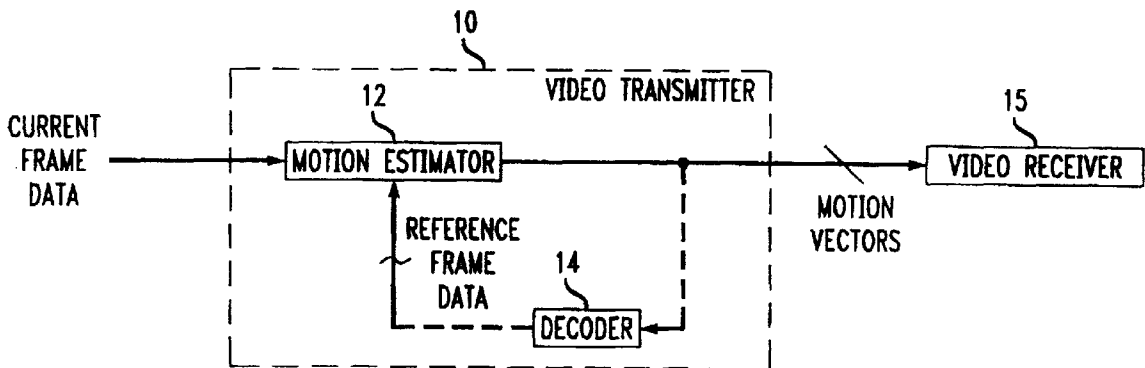 10
VIDEO TRANSMITTER
CURRENT
FRAME
DATA
12
MOTION ESTIMATOR
15
VIDEO RECEIVER
MOTION
VECTORS
REFERENCE
FRAME
DATA
14
DECODER